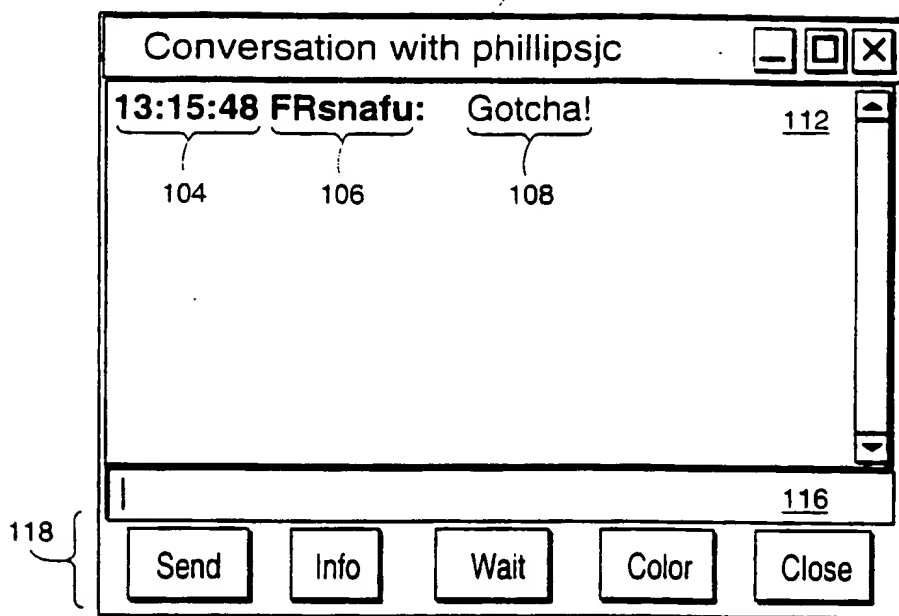 Conversation with phillipsjc
13:15:48 FRsnafu: Gotcha! 112
104 106 108
116
118
Send Info Wait Color Close